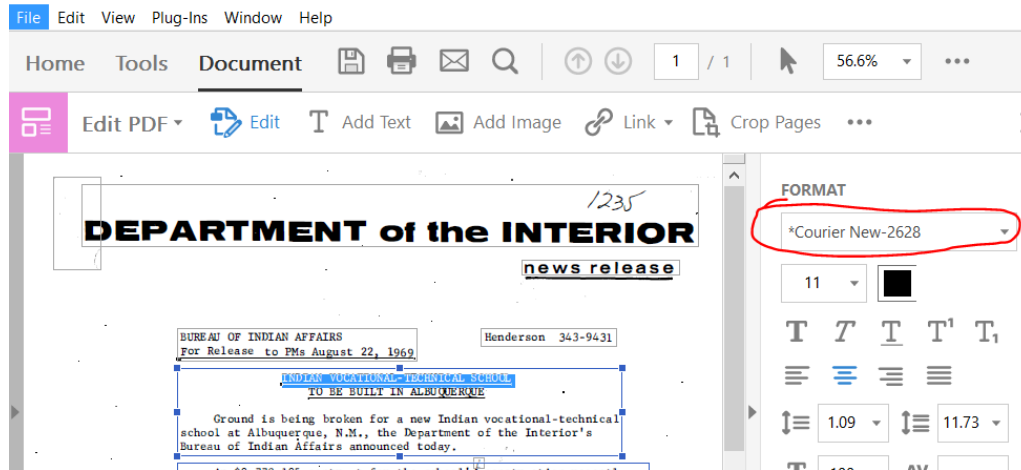 File Edit View Plug-Ins Window Help
Home Tools Document 1 / 1 56.6%
Edit PDF Edit Add Text Add Image Link Crop Pages
FORMAT
*Courier New-2628
11
1.09 11.73
1235
DEPARTMENT of the INTERIOR
news release
BUREAU OF INDIAN AFFAIRS Henderson 343-9431
For Release to PMs August 22, 1969
INDIAN VOCATIONAL-TECHNICAL SCHOOL
TO BE BUILT IN ALBUQUERQUE
Ground is being broken for a new Indian vocational-technical
school at Albuquerque, N.M., the Department of the Interior's
Bureau of Indian Affairs announced today.